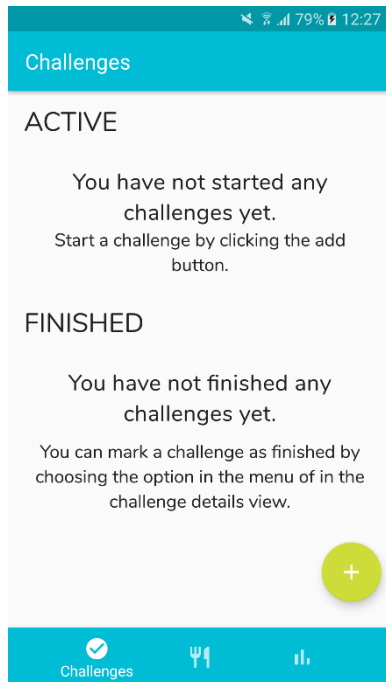 79% 12:27
Challenges
ACTIVE
You have not started any
challenges yet.
Start a challenge by clicking the add
button.
FINISHED
You have not finished any
challenges yet.
You can mark a challenge as finished by
choosing the option in the menu of in the
challenge details view.
+
Challenges